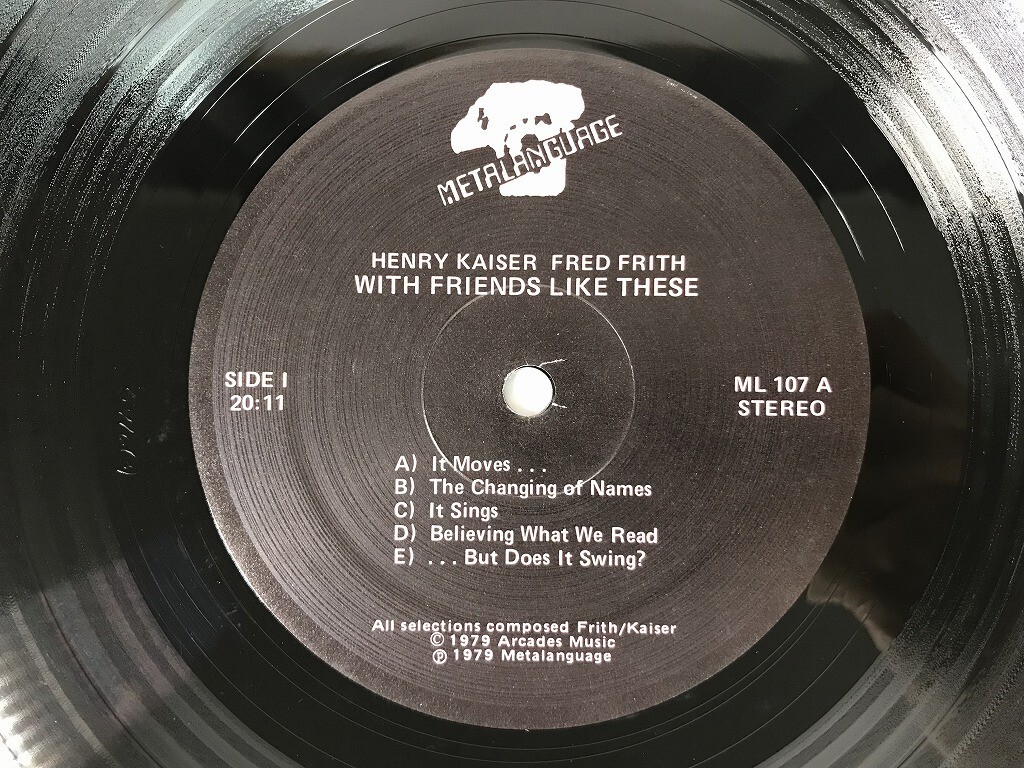 METALANGUAGE
HENRY KAISER FRED FRITH
WITH FRIENDS LIKE THESE
SIDE I
20:11
ML 107 A
STEREO
A) It Moves . . .
B) The Changing of Names
C) It Sings
D) Believing What We Read
E) . . . But Does It Swing?
All selections composed Frith/Kaiser
© 1979 Arcades Music
℗ 1979 Metalanguage